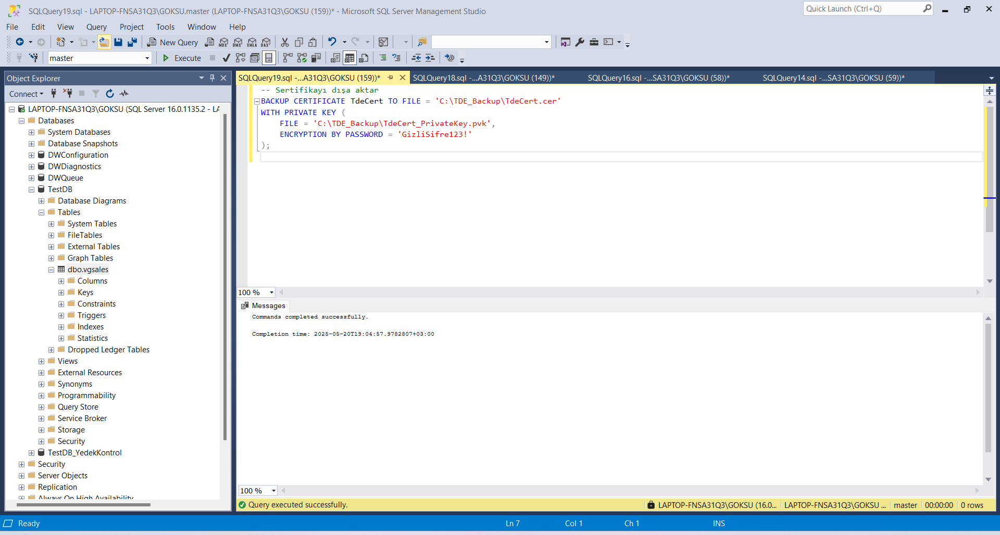 SQLQuery19.sql - LAPTOP-FNSA31Q3\GOKSU.master (LAPTOP-FNSA31Q3\GOKSU (159))* - Microsoft SQL Server Management Studio
Quick Launch (Ctrl+Q)
File Edit View Query Project Tools Window Help
New Query MDX DMX XMLA DAX
master Execute
Object Explorer
SQLQuery19.sql -...A31Q3\GOKSU (159))* SQLQuery18.sql -...A31Q3\GOKSU (149))* SQLQuery16.sql -...SA31Q3\GOKSU (58))* SQLQuery14.sql -...SA31Q3\GOKSU (59))*
Connect
LAPTOP-FNSA31Q3\GOKSU (SQL Server 16.0.1135.2 - LA
Databases
System Databases
Database Snapshots
DWConfiguration
DWDiagnostics
DWQueue
TestDB
Database Diagrams
Tables
System Tables
FileTables
External Tables
Graph Tables
dbo.vgsales
Columns
Keys
Constraints
Triggers
Indexes
Statistics
Dropped Ledger Tables
Views
External Resources
Synonyms
Programmability
Query Store
Service Broker
Storage
Security
TestDB_YedekKontrol
Security
Server Objects
Replication
Always On High Availability
-- Sertifikayı dışa aktar
BACKUP CERTIFICATE TdeCert TO FILE = 'C:\TDE_Backup\TdeCert.cer'
WITH PRIVATE KEY (
FILE = 'C:\TDE_Backup\TdeCert_PrivateKey.pvk',
ENCRYPTION BY PASSWORD = 'GizliSifre123!'
);
100 %
Messages
Commands completed successfully.
Completion time: 2025-05-20T19:04:57.9782807+03:00
100 %
Query executed successfully. LAPTOP-FNSA31Q3\GOKSU (16.0... LAPTOP-FNSA31Q3\GOKSU ... master 00:00:00 0 rows
Ready Ln 7 Col 1 Ch 1 INS